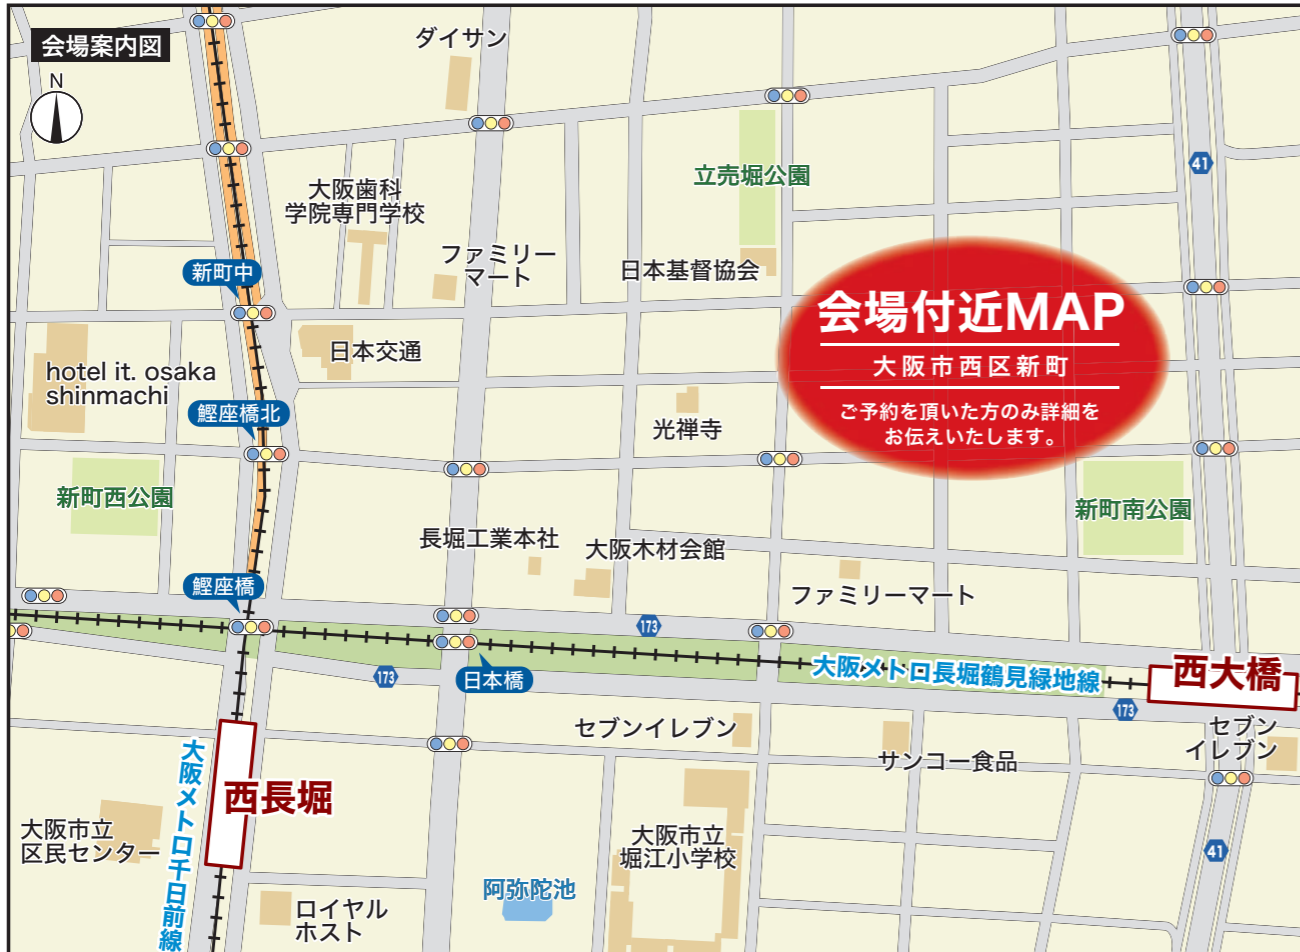 会場案内図
N
ダイサン
41
立売堀公園
大阪歯科
学院専門学校
ファミリー
マート
日本基督協会
新町中
会場付近MAP
大阪市西区新町
ご予約を頂いた方のみ詳細を
お伝えいたします。
日本交通
hotel it. osaka
shinmachi
鰹座橋北
光禅寺
新町西公園
新町南公園
長堀工業本社
大阪木材会館
鰹座橋
ファミリーマート
173
大阪メトロ長堀鶴見緑地線
西大橋
173
日本橋
173
セブンイレブン
セブン
イレブン
サンコー食品
大阪メトロ千日前線
西長堀
大阪市立
区民センター
大阪市立
堀江小学校
41
阿弥陀池
ロイヤル
ホスト